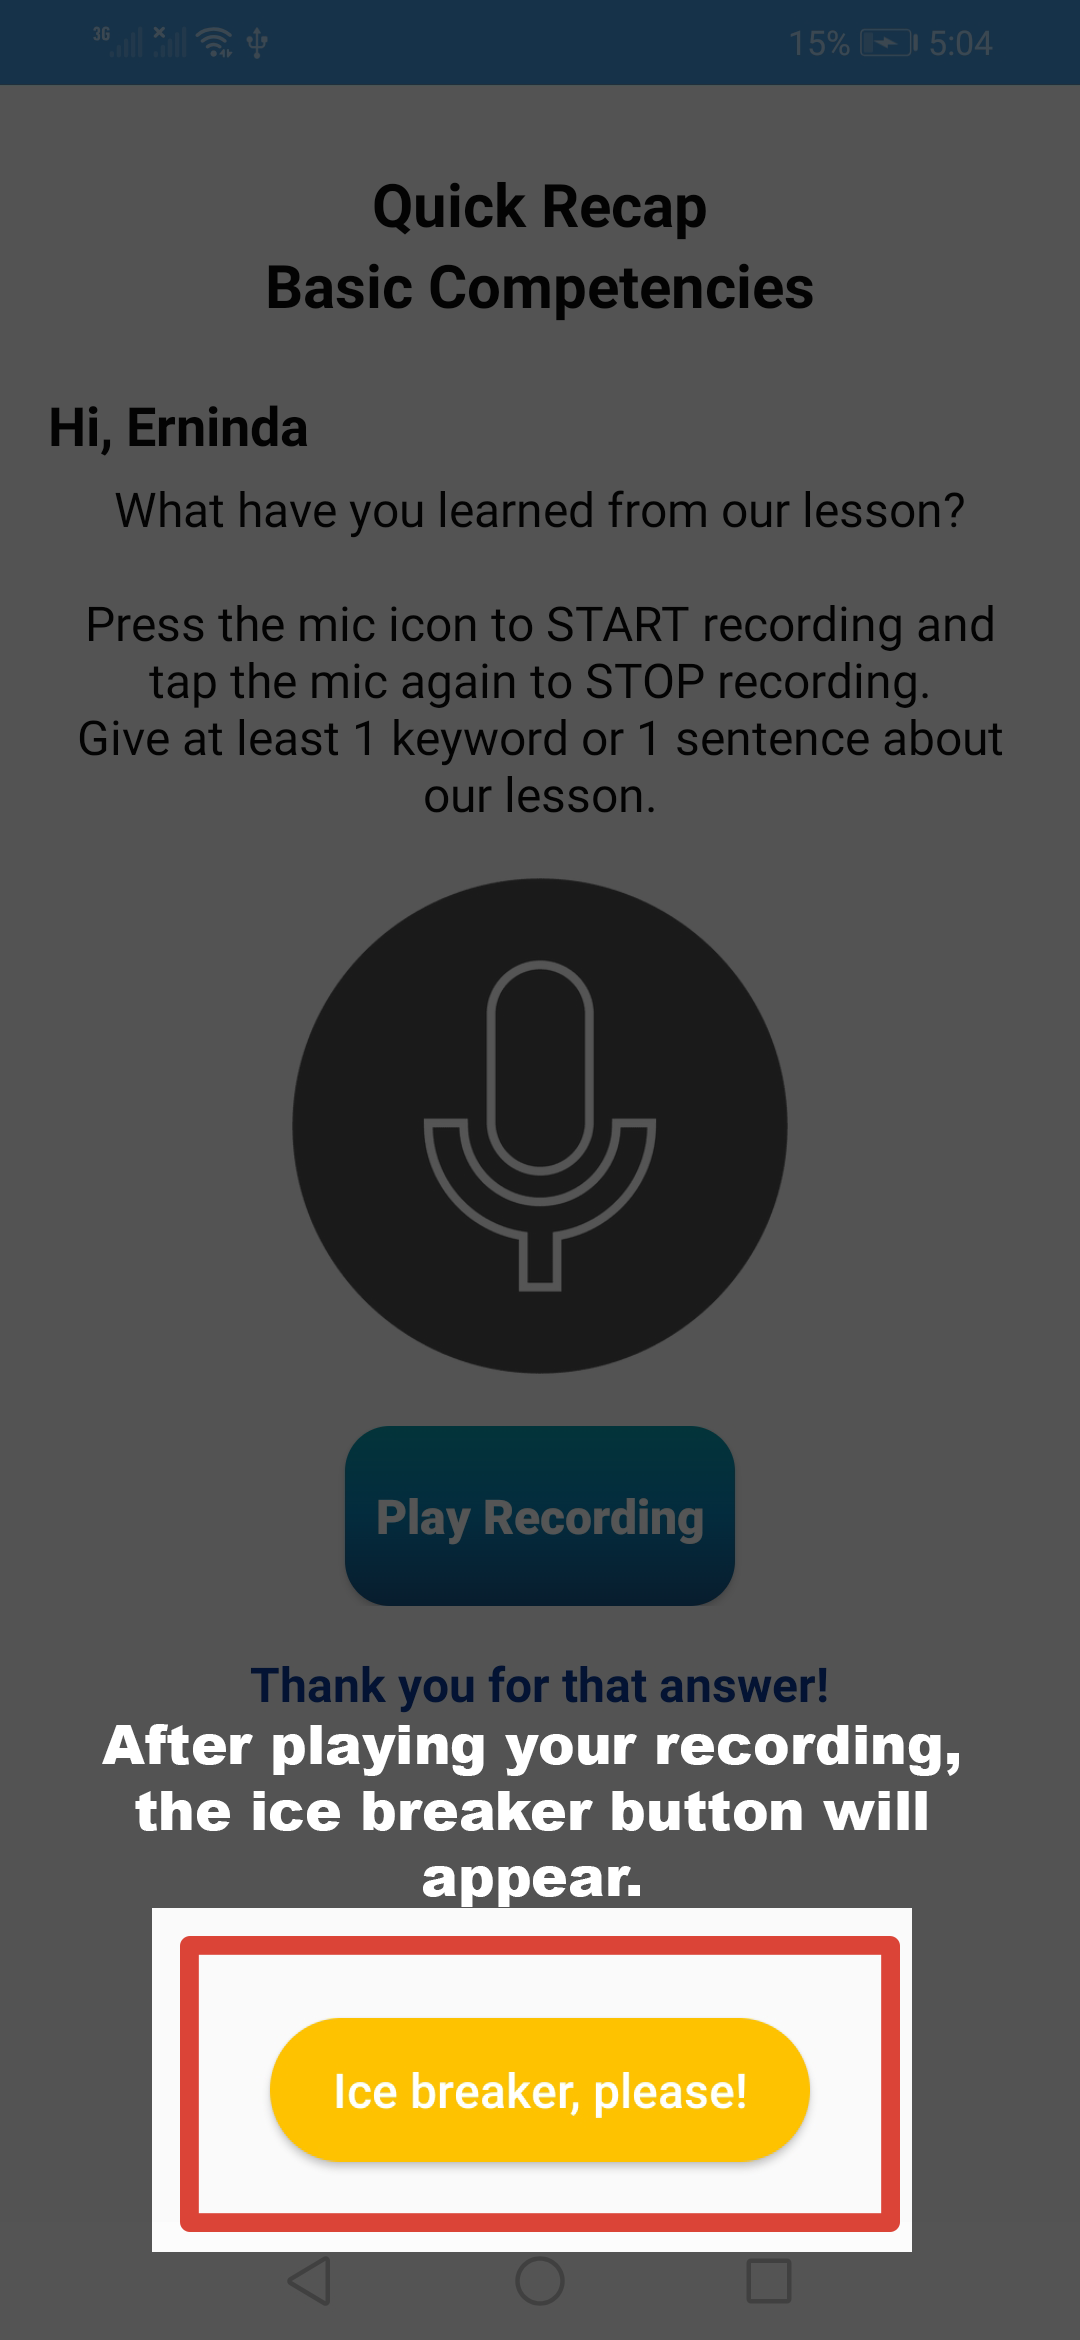 3G
15%
5:04
Quick Recap
Basic Competencies
Hi, Erninda
What have you learned from our lesson?
Press the mic icon to START recording and
tap the mic again to STOP recording.
Give at least 1 keyword or 1 sentence about
our lesson.
Play Recording
Thank you for that answer!
After playing your recording,
the ice breaker button will
appear.
Ice breaker, please!